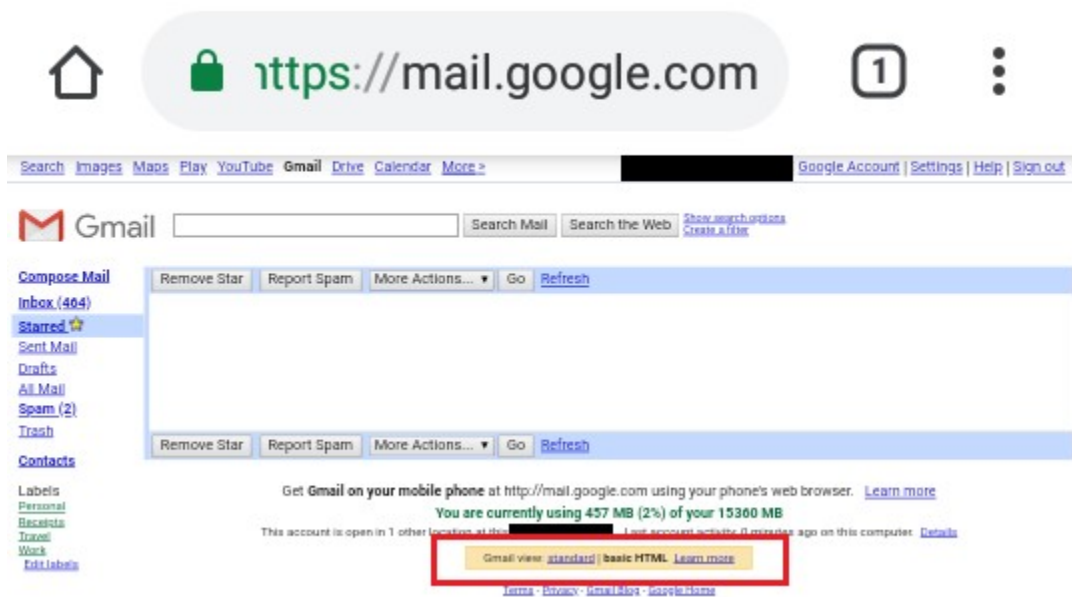 https://mail.google.com 1
Search Images Maps Play YouTube Gmail Drive Calendar More » Google Account | Settings | Help | Sign out
Gmail Search Mail Search the Web Show search options
Create a filter
Compose Mail Remove Star Report Spam More Actions... Go Refresh
Inbox (464)
Starred
Sent Mail
Drafts
All Mail
Spam (2)
Trash
Remove Star Report Spam More Actions... Go Refresh
Contacts
Labels
Personal
Receipts
Travel
Work
Edit labels
Get Gmail on your mobile phone at http://mail.google.com using your phone's web browser. Learn more
You are currently using 457 MB (2%) of your 15360 MB
This account is open in 1 other location at this Last account activity: 0 minutes ago on this computer. Details
Gmail view: standard | basic HTML Learn more
Terms - Privacy - Gmail Blog - Google Home